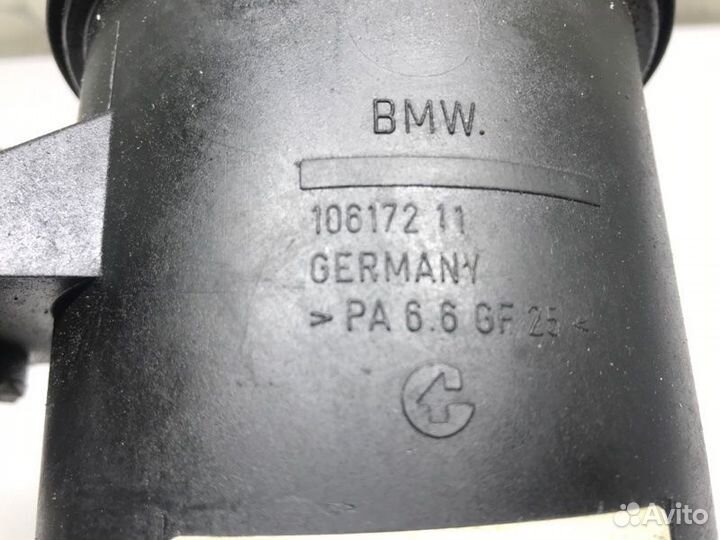 BMW.
106172 11
GERMANY
> PA 6.6 GF 25 <
Avito